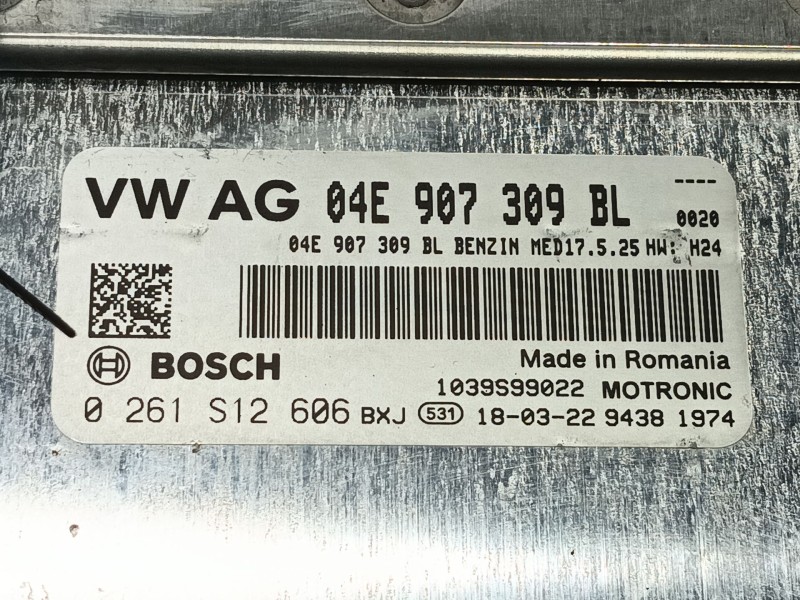 VW AG 04E 907 309 BL ----
0020
04E 907 309 BL BENZIN MED17.5.25 HW: H24
BOSCH Made in Romania
1039S99022 MOTRONIC
0 261 S12 606 BXJ 531 18-03-22 9438 1974